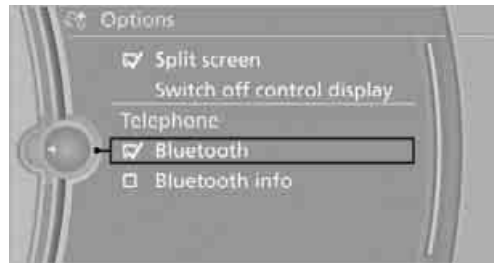 Options
Split screen
Switch off control display
Telephone
Bluetooth
Bluetooth info